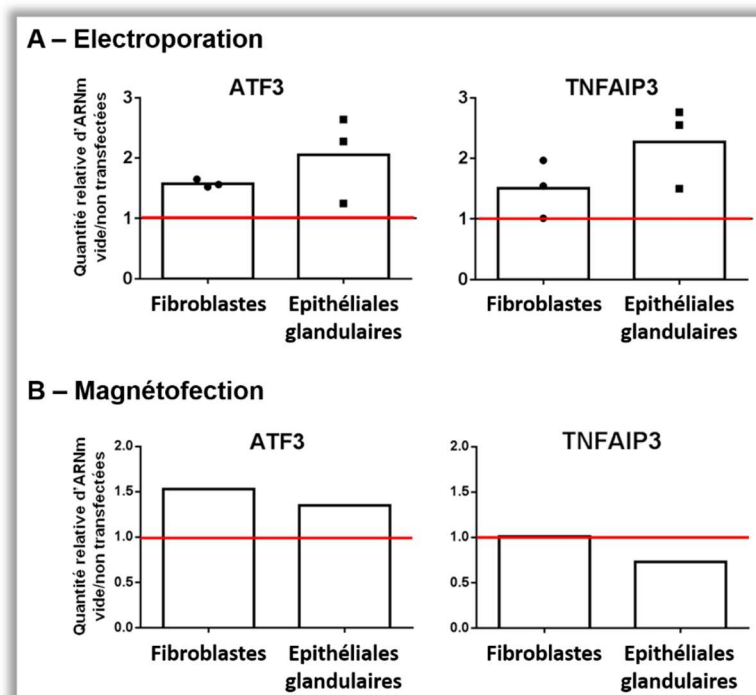 A – Electroporation
ATF3
TNFAIP3
Quantité relative d'ARNm
vide/non transfectées
3
2
1
0
3
2
1
0
Fibroblastes
Epithéliales
glandulaires
Fibroblastes
Epithéliales
glandulaires
B – Magnétofection
ATF3
TNFAIP3
Quantité relative d'ARNm
vide/non transfectées
2.0
1.5
1.0
0.5
0.0
2.0
1.5
1.0
0.5
0.0
Fibroblastes
Epithéliales
glandulaires
Fibroblastes
Epithéliales
glandulaires